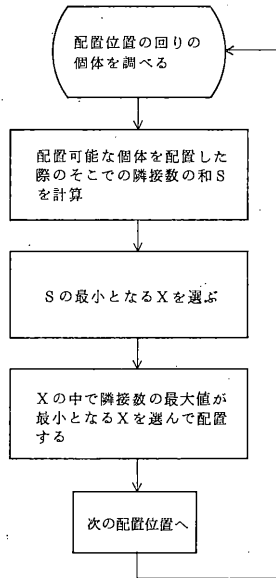 配置位置の回りの
個体を調べる
配置可能な個体を配置した
際のそこでの隣接数の和S
を計算
Sの最小となるXを選ぶ
Xの中で隣接数の最大値が
最小となるXを選んで配置
する
次の配置位置へ